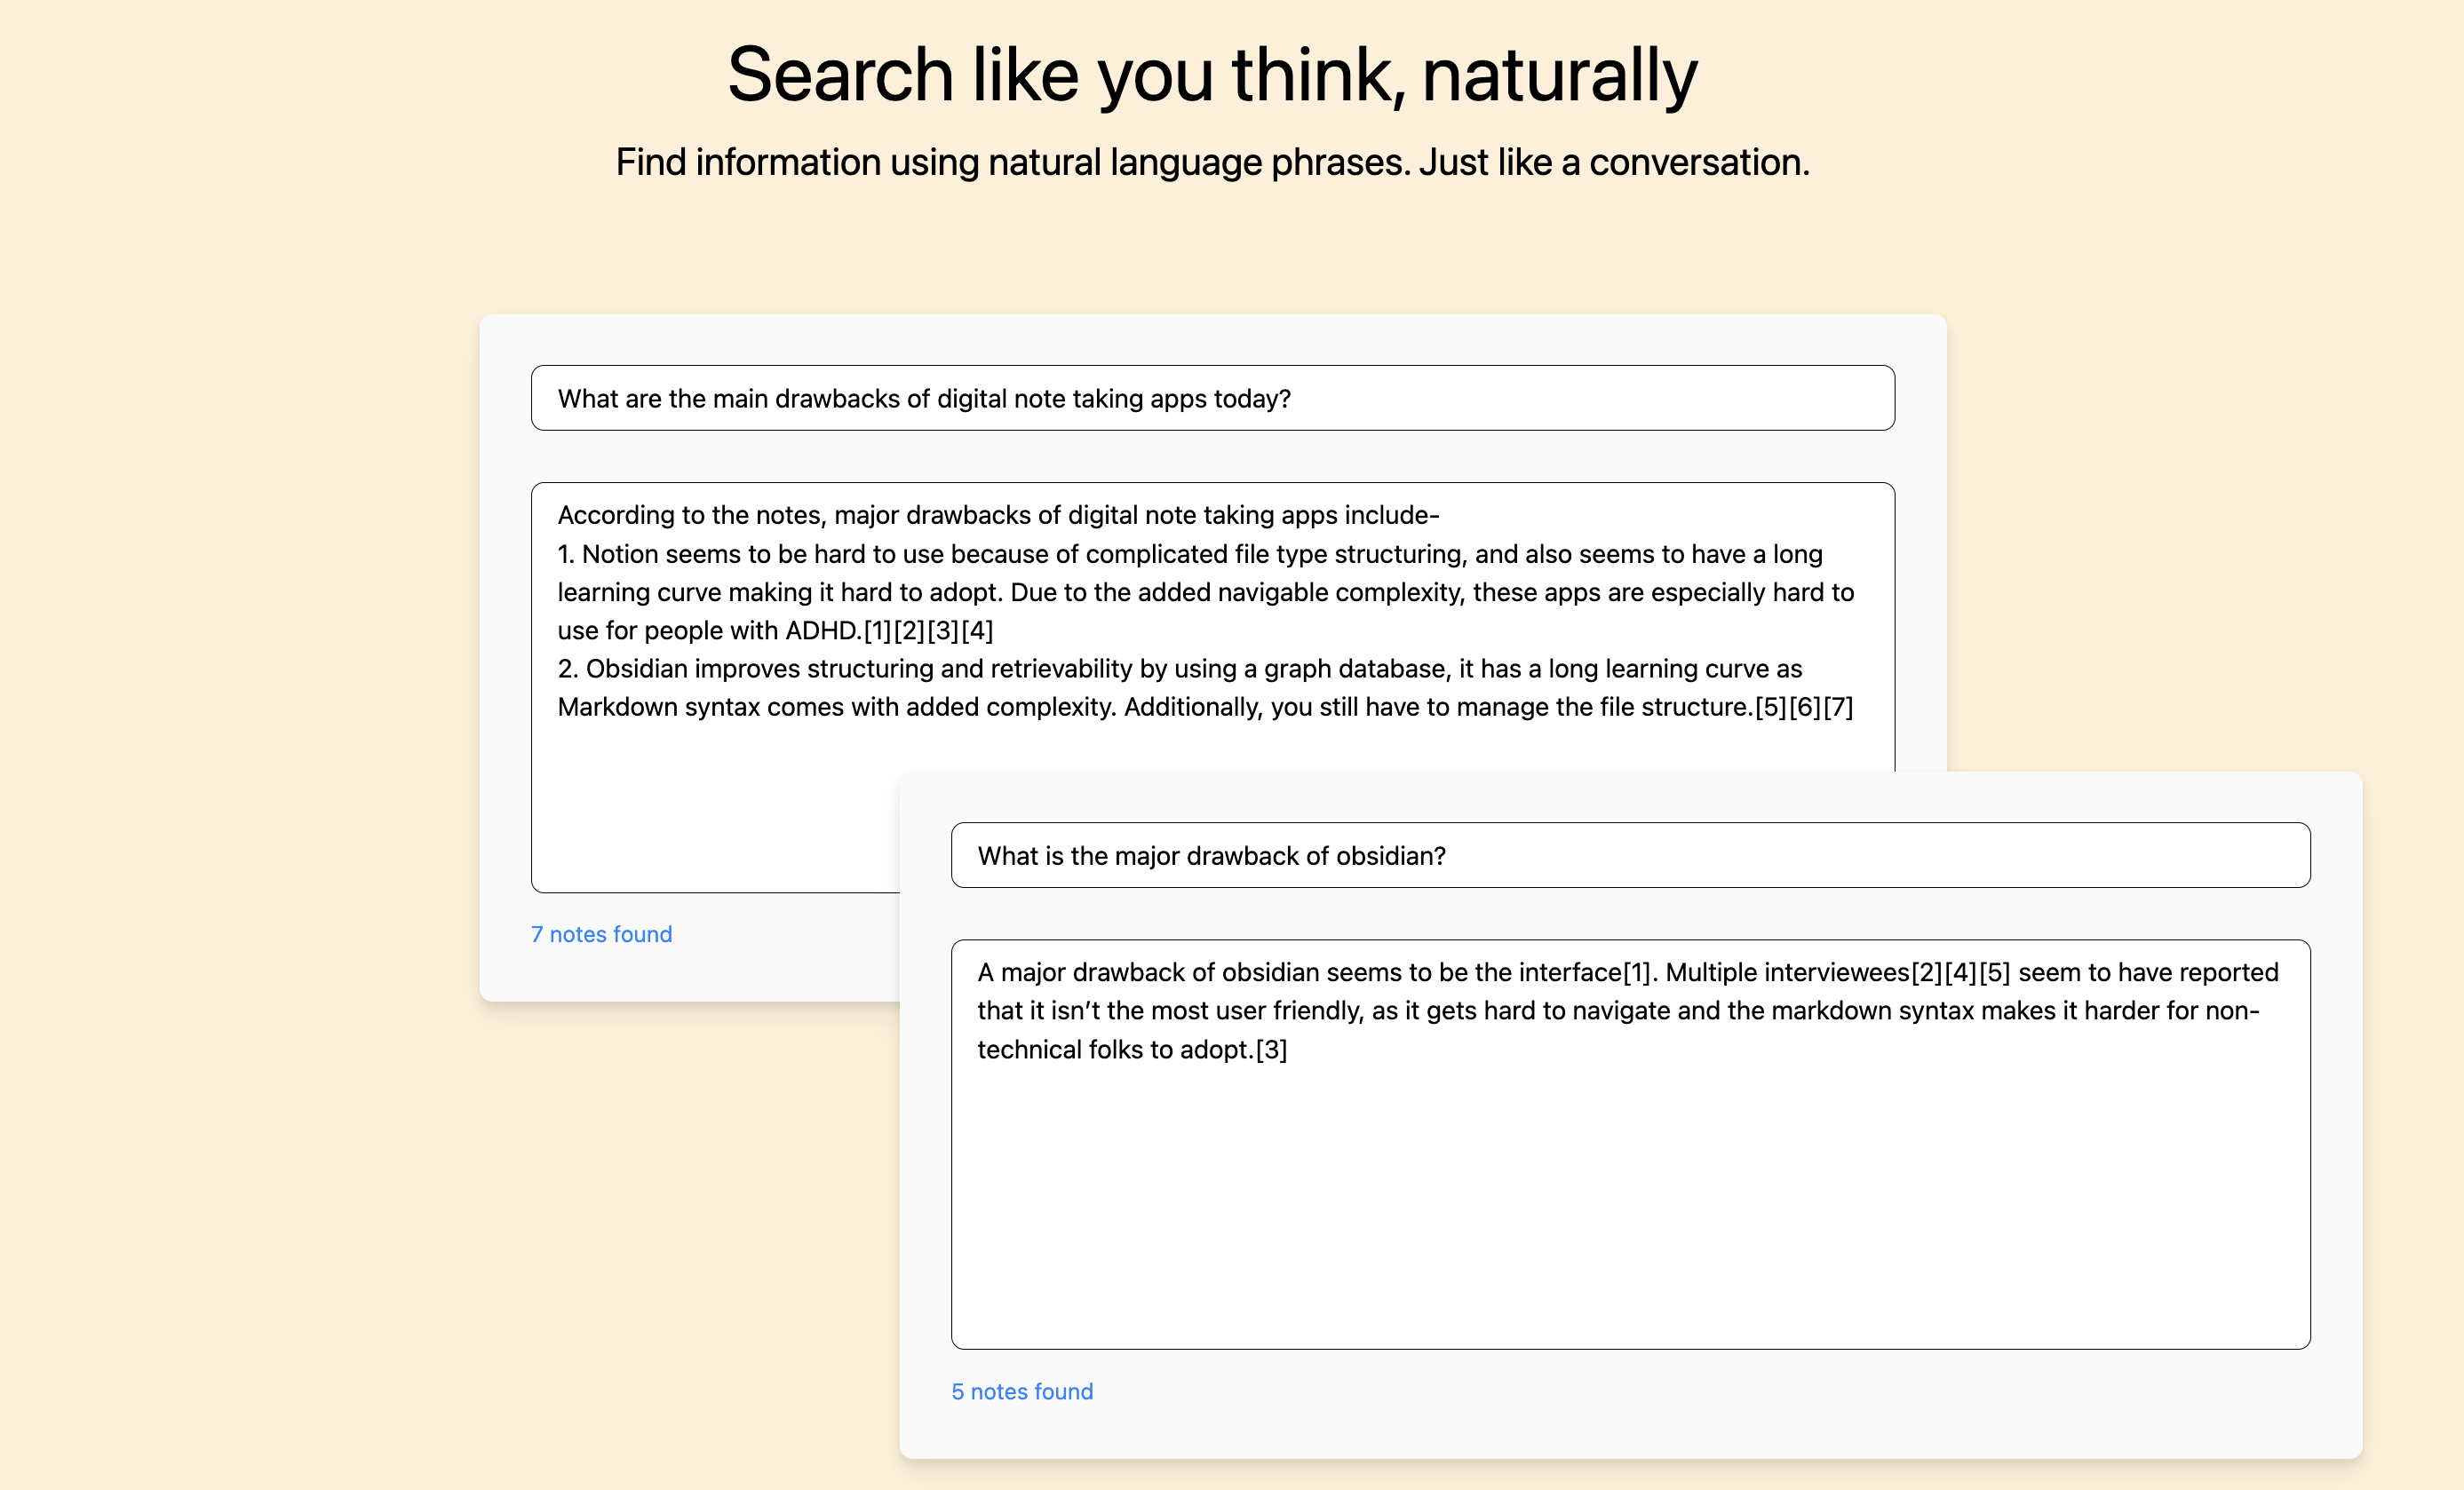 Search like you think, naturally
Find information using natural language phrases. Just like a conversation.
What are the main drawbacks of digital note taking apps today?
According to the notes, major drawbacks of digital note taking apps include-
1. Notion seems to be hard to use because of complicated file type structuring, and also seems to have a long
learning curve making it hard to adopt. Due to the added navigable complexity, these apps are especially hard to
use for people with ADHD.[1][2][3][4]
2. Obsidian improves structuring and retrievability by using a graph database, it has a long learning curve as
Markdown syntax comes with added complexity. Additionally, you still have to manage the file structure.[5][6][7]
7 notes found
What is the major drawback of obsidian?
A major drawback of obsidian seems to be the interface[1]. Multiple interviewees[2][4][5] seem to have reported
that it isn’t the most user friendly, as it gets hard to navigate and the markdown syntax makes it harder for non-
technical folks to adopt.[3]
5 notes found